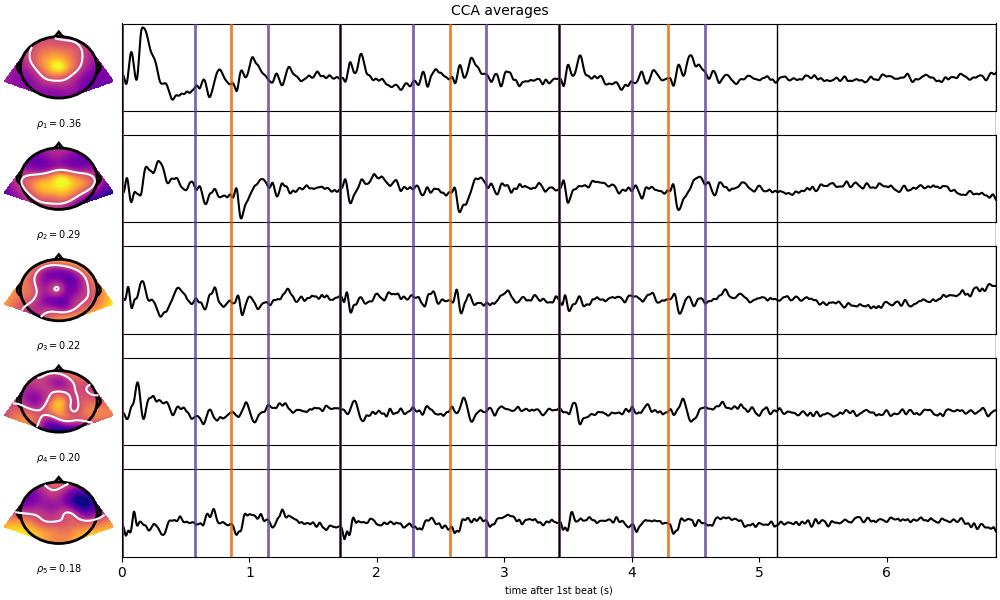 CCA averages
ρ₁ = 0.36
ρ₂ = 0.29
ρ₃ = 0.22
ρ₄ = 0.20
ρ₅ = 0.18
0 1 2 3 4 5 6
time after 1st beat (s)